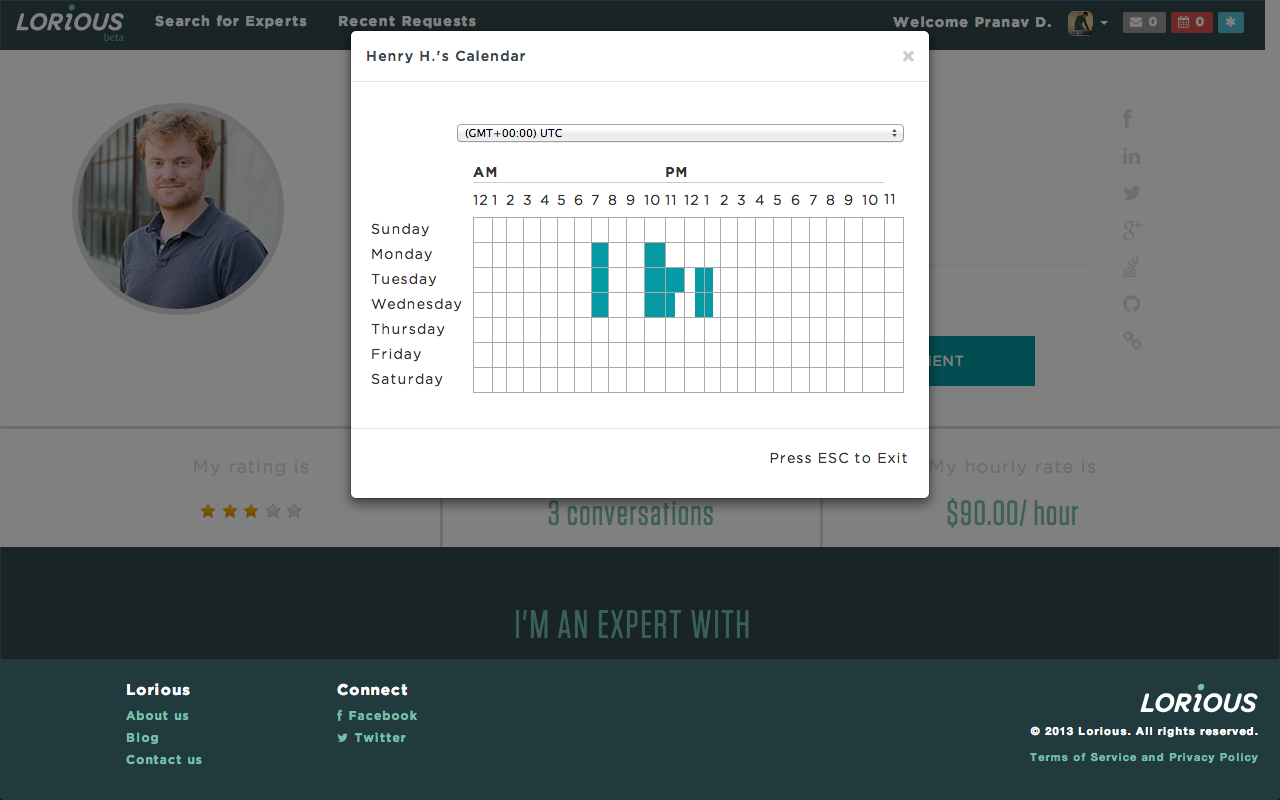 LORIOUS
beta
Search for Experts
Recent Requests
Welcome Pranav D.
0
0
Henry H.'s Calendar
×
(GMT+00:00) UTC
AM PM
12 1 2 3 4 5 6 7 8 9 10 11 12 1 2 3 4 5 6 7 8 9 10 11
Sunday
Monday
Tuesday
Wednesday
Thursday
Friday
Saturday
Press ESC to Exit
My rating is
3 conversations
My hourly rate is
$90.00/ hour
I'M AN EXPERT WITH
Lorious
About us
Blog
Contact us
Connect
Facebook
Twitter
LORIOUS
© 2013 Lorious. All rights reserved.
Terms of Service and Privacy Policy